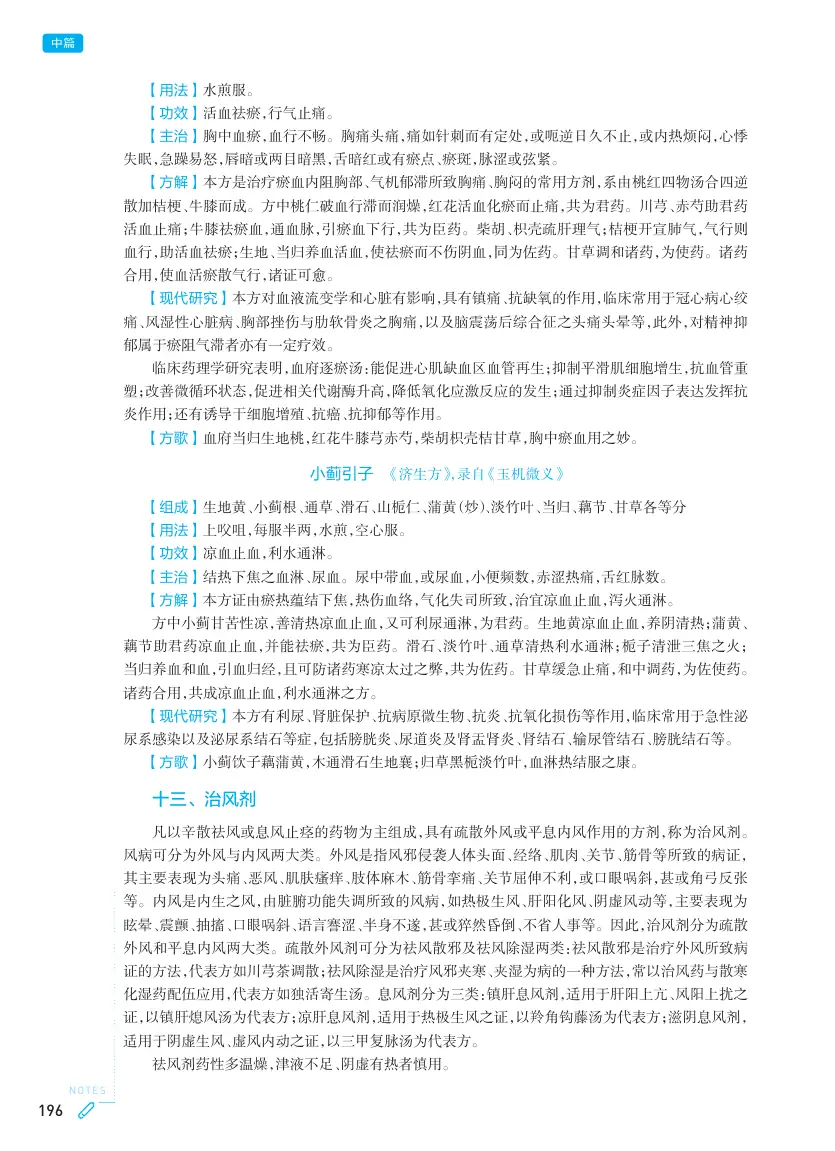 中篇
【用法】水煎服。
【功效】活血祛瘀,行气止痛。
【主治】胸中血瘀,血行不畅。胸痛头痛,痛如针刺而有定处,或呃逆日久不止,或内热烦闷,心悸
失眠,急躁易怒,唇暗或两目暗黑,舌暗红或有瘀点、瘀斑,脉涩或弦紧。
【方解】本方是治疗瘀血内阻胸部、气机郁滞所致胸痛、胸闷的常用方剂,系由桃红四物汤合四逆
散加桔梗、牛膝而成。方中桃仁破血行滞而润燥,红花活血化瘀而止痛,共为君药。川芎、赤芍助君药
活血止痛;牛膝祛瘀血,通血脉,引瘀血下行,共为臣药。柴胡、枳壳疏肝理气;桔梗开宣肺气,气行则
血行,助活血祛瘀;生地、当归养血活血,使祛瘀而不伤阴血,同为佐药。甘草调和诸药,为使药。诸药
合用,使血活瘀散气行,诸证可愈。
【现代研究】本方对血液流变学和心脏有影响,具有镇痛、抗缺氧的作用,临床常用于冠心病心绞
痛、风湿性心脏病、胸部挫伤与肋软骨炎之胸痛,以及脑震荡后综合征之头痛头晕等,此外,对精神抑
郁属于瘀阻气滞者亦有一定疗效。
临床药理学研究表明,血府逐瘀汤:能促进心肌缺血区血管再生;抑制平滑肌细胞增生,抗血管重
塑;改善微循环状态,促进相关代谢酶升高,降低氧化应激反应的发生;通过抑制炎症因子表达发挥抗
炎作用;还有诱导干细胞增殖、抗癌、抗抑郁等作用。
【方歌】血府当归生地桃,红花牛膝芎赤芍,柴胡枳壳桔甘草,胸中瘀血用之妙。
小蓟引子 《济生方》,录自《玉机微义》
【组成】生地黄、小蓟根、通草、滑石、山栀仁、蒲黄(炒)、淡竹叶、当归、藕节、甘草各等分
【用法】上㕮咀,每服半两,水煎,空心服。
【功效】凉血止血,利水通淋。
【主治】结热下焦之血淋、尿血。尿中带血,或尿血,小便频数,赤涩热痛,舌红脉数。
【方解】本方证由瘀热蕴结下焦,热伤血络,气化失司所致,治宜凉血止血,泻火通淋。
方中小蓟甘苦性凉,善清热凉血止血,又可利尿通淋,为君药。生地黄凉血止血,养阴清热;蒲黄、
藕节助君药凉血止血,并能祛瘀,共为臣药。滑石、淡竹叶、通草清热利水通淋;栀子清泄三焦之火;
当归养血和血,引血归经,且可防诸药寒凉太过之弊,共为佐药。甘草缓急止痛,和中调药,为佐使药。
诸药合用,共成凉血止血,利水通淋之方。
【现代研究】本方有利尿、肾脏保护、抗病原微生物、抗炎、抗氧化损伤等作用,临床常用于急性泌
尿系感染以及泌尿系结石等症,包括膀胱炎、尿道炎及肾盂肾炎、肾结石、输尿管结石、膀胱结石等。
【方歌】小蓟饮子藕蒲黄,木通滑石生地襄;归草黑栀淡竹叶,血淋热结服之康。
十三、治风剂
凡以辛散祛风或息风止痉的药物为主组成,具有疏散外风或平息内风作用的方剂,称为治风剂。
风病可分为外风与内风两大类。外风是指风邪侵袭人体头面、经络、肌肉、关节、筋骨等所致的病证,
其主要表现为头痛、恶风、肌肤瘙痒、肢体麻木、筋骨挛痛、关节屈伸不利,或口眼㖞斜,甚或角弓反张
等。内风是内生之风,由脏腑功能失调所致的风病,如热极生风、肝阳化风、阴虚风动等,主要表现为
眩晕、震颤、抽搐、口眼㖞斜、语言謇涩、半身不遂,甚或猝然昏倒、不省人事等。因此,治风剂分为疏散
外风和平息内风两大类。疏散外风剂可分为祛风散邪及祛风除湿两类:祛风散邪是治疗外风所致病
证的方法,代表方如川芎茶调散;祛风除湿是治疗风邪夹寒、夹湿为病的一种方法,常以治风药与散寒
化湿药配伍应用,代表方如独活寄生汤。息风剂分为三类:镇肝息风剂,适用于肝阳上亢、风阳上扰之
证,以镇肝熄风汤为代表方;凉肝息风剂,适用于热极生风之证,以羚角钩藤汤为代表方;滋阴息风剂,
适用于阴虚生风、虚风内动之证,以三甲复脉汤为代表方。
祛风剂药性多温燥,津液不足、阴虚有热者慎用。
NOTES
196